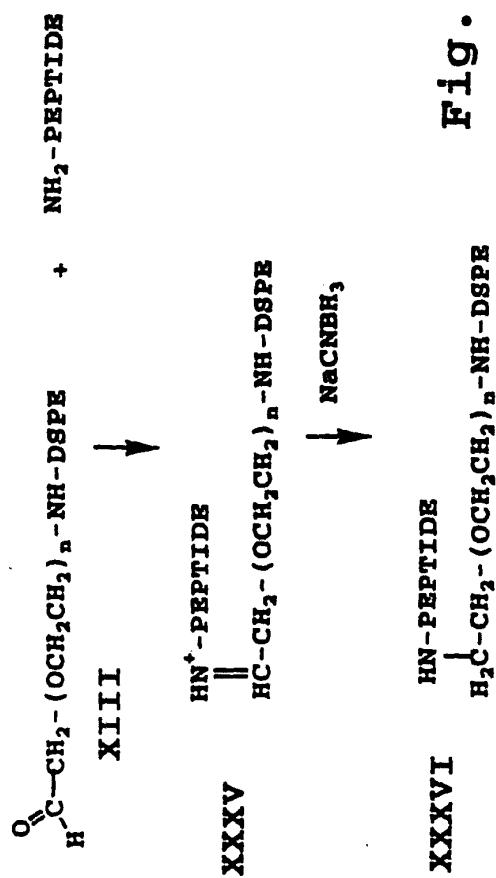 O
C-CH₂-(OCH₂CH₂)ₙ-NH-DSPE + NH₂-PEPTIDE
H
XIII
HN⁺-PEPTIDE
XXXV
HC-CH₂-(OCH₂CH₂)ₙ-NH-DSPE
NaCNBH₃
HN-PEPTIDE
XXXVI
H₂C-CH₂-(OCH₂CH₂)ₙ-NH-DSPE
Fig.